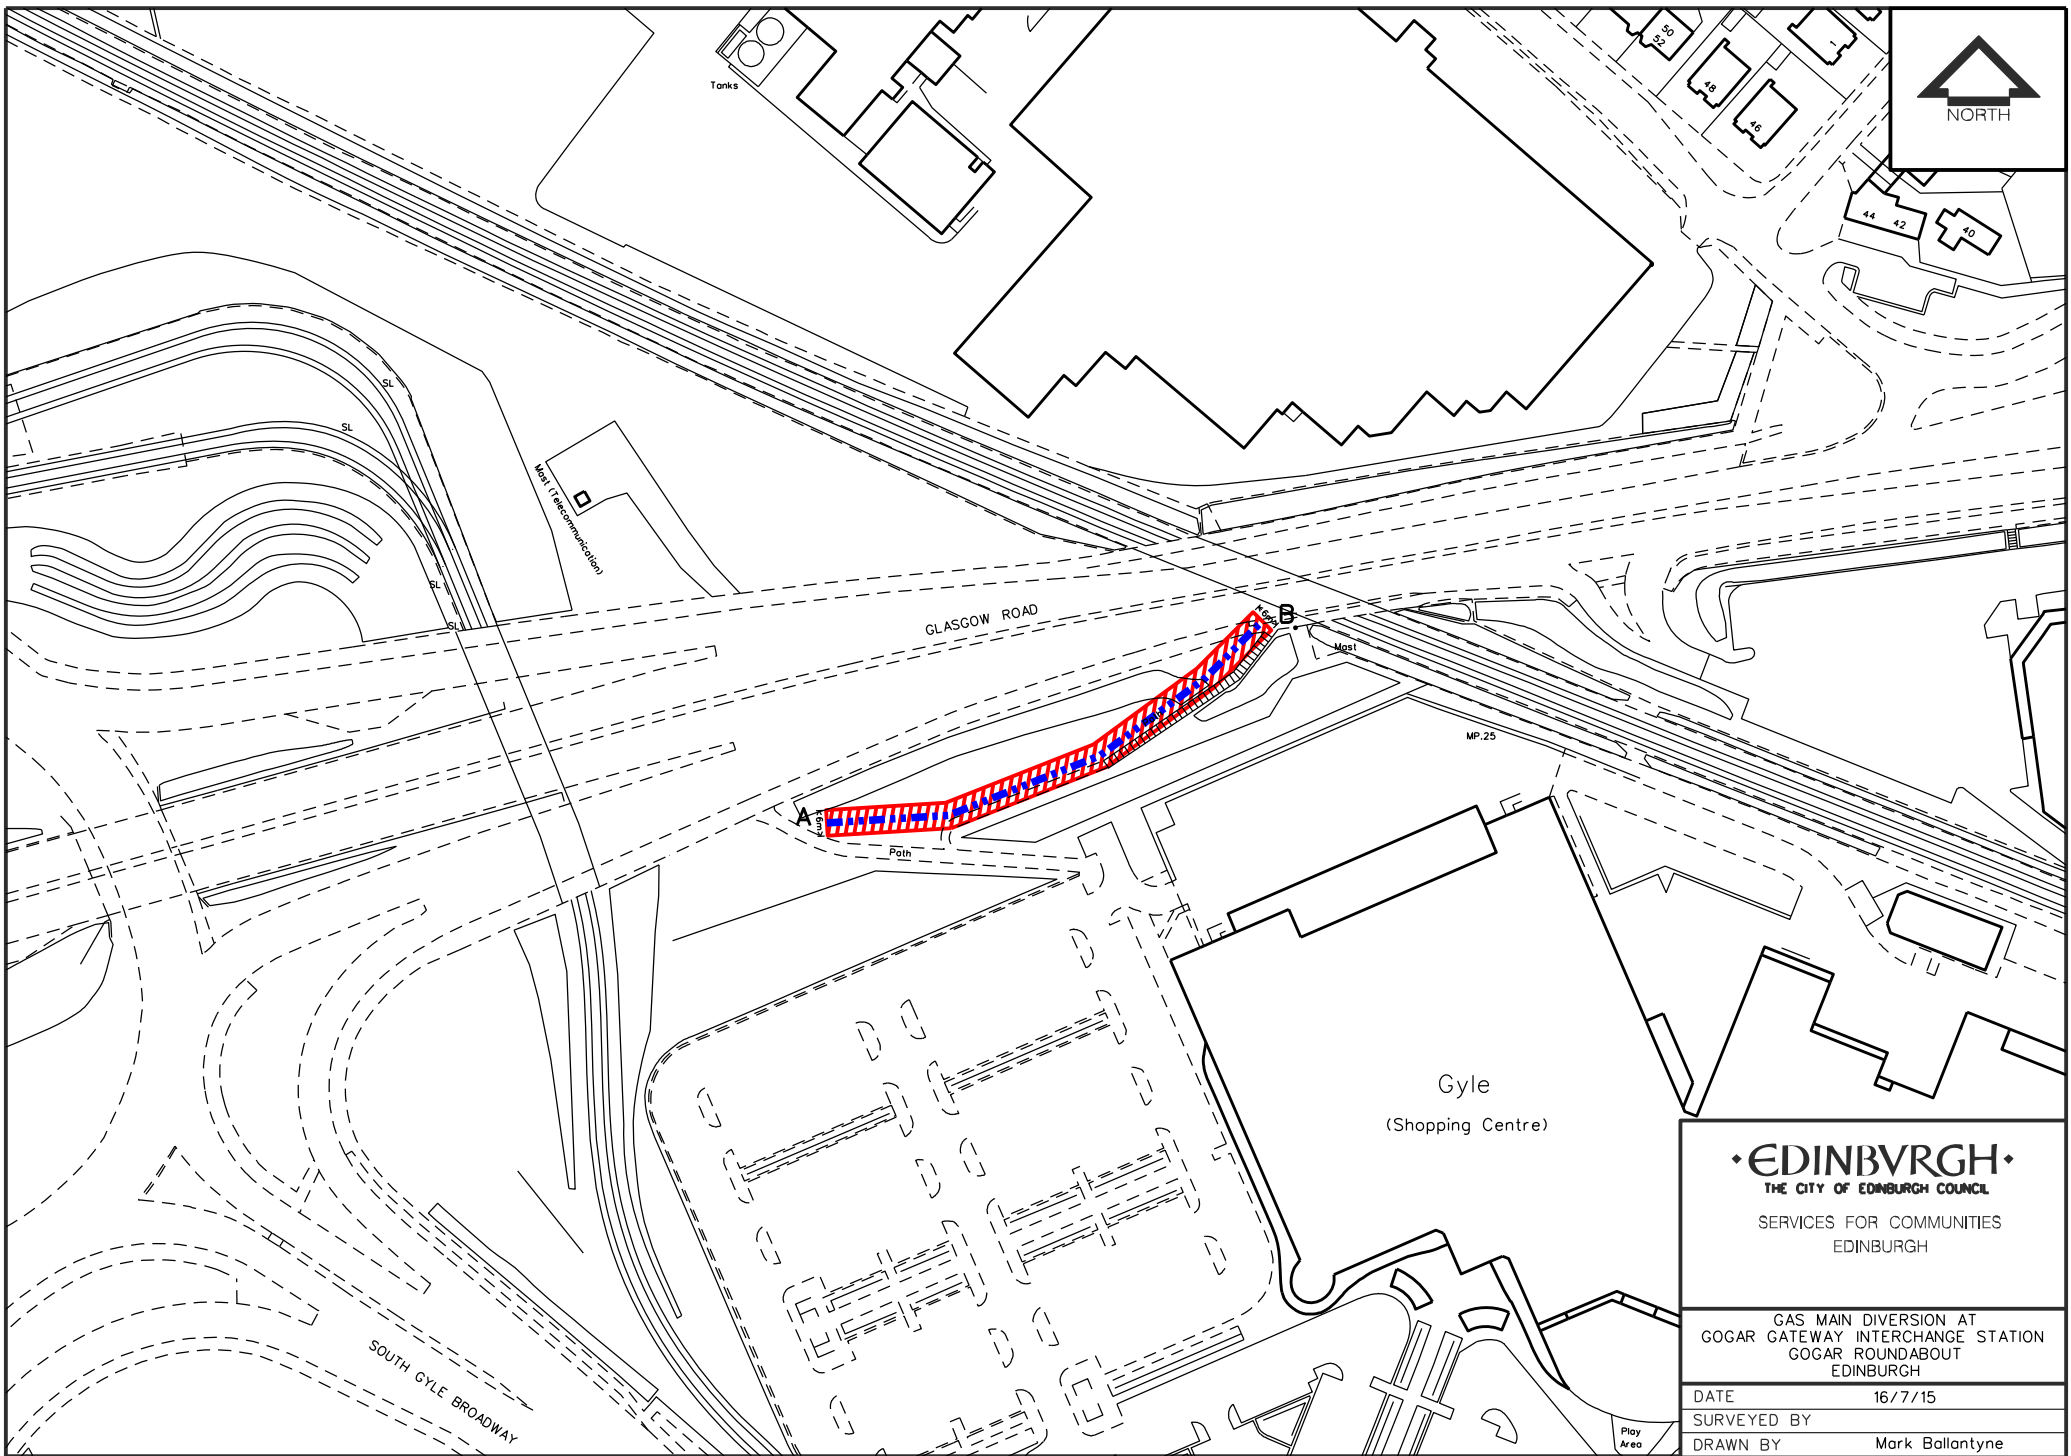 50
52
48
46
44
42
40
NORTH
Tanks
SL
SL
SL
SL
Mast (Telecommunication)
GLASGOW ROAD
B
6m
Mast
MP.25
A
6m
Path
Gyle
(Shopping Centre)
SOUTH GYLE BROADWAY
Play
Area
EDINBVRGH
THE CITY OF EDINBURGH COUNCIL
SERVICES FOR COMMUNITIES
EDINBURGH
GAS MAIN DIVERSION AT
GOGAR GATEWAY INTERCHANGE STATION
GOGAR ROUNDABOUT
EDINBURGH
DATE 16/7/15
SURVEYED BY
DRAWN BY Mark Ballantyne